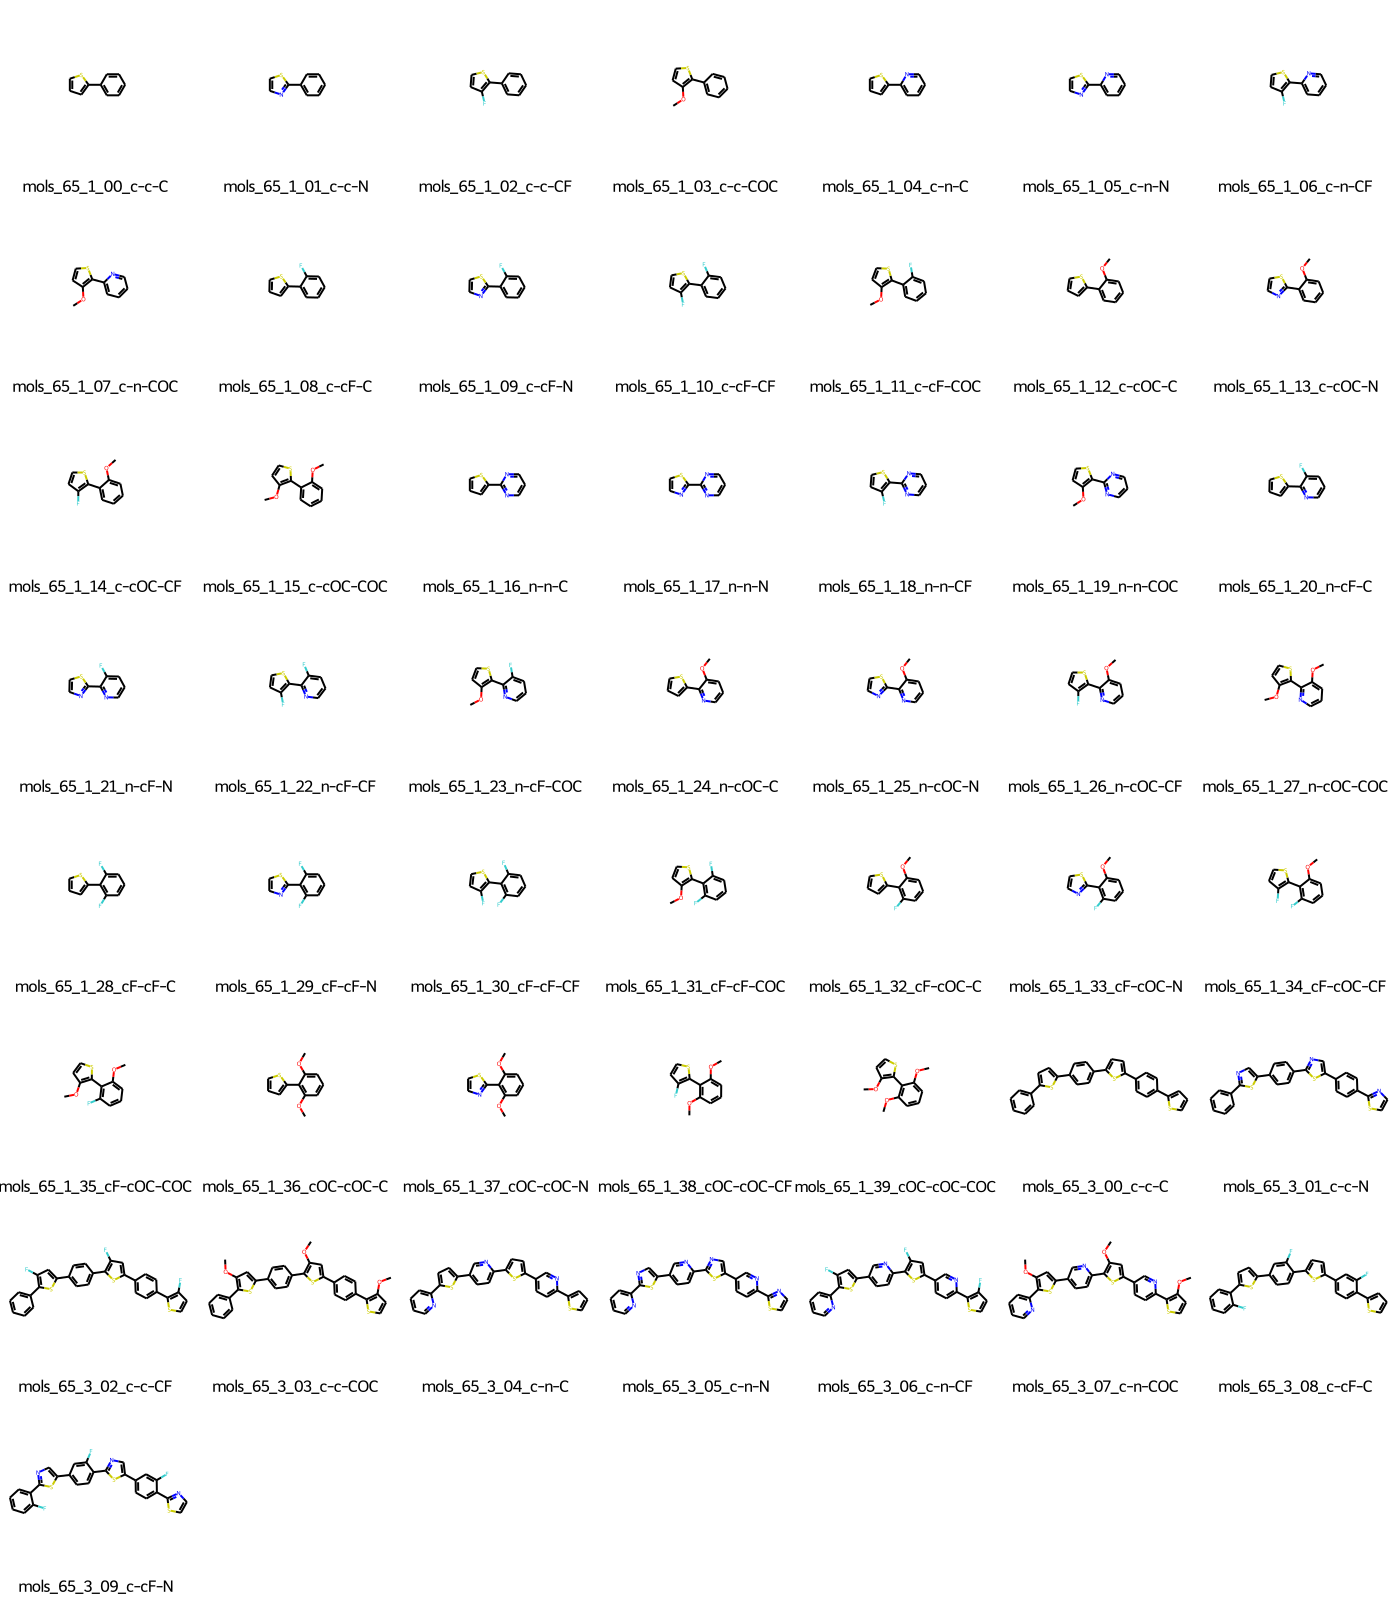 mols_65_1_00_c-c-C mols_65_1_01_c-c-N mols_65_1_02_c-c-CF mols_65_1_03_c-c-COC mols_65_1_04_c-n-C mols_65_1_05_c-n-N mols_65_1_06_c-n-CF
mols_65_1_07_c-n-COC mols_65_1_08_c-cF-C mols_65_1_09_c-cF-N mols_65_1_10_c-cF-CF mols_65_1_11_c-cF-COC mols_65_1_12_c-cOC-C mols_65_1_13_c-cOC-N
mols_65_1_14_c-cOC-CF mols_65_1_15_c-cOC-COC mols_65_1_16_n-n-C mols_65_1_17_n-n-N mols_65_1_18_n-n-CF mols_65_1_19_n-n-COC mols_65_1_20_n-cF-C
mols_65_1_21_n-cF-N mols_65_1_22_n-cF-CF mols_65_1_23_n-cF-COC mols_65_1_24_n-cOC-C mols_65_1_25_n-cOC-N mols_65_1_26_n-cOC-CF mols_65_1_27_n-cOC-COC
mols_65_1_28_cF-cF-C mols_65_1_29_cF-cF-N mols_65_1_30_cF-cF-CF mols_65_1_31_cF-cF-COC mols_65_1_32_cF-cOC-C mols_65_1_33_cF-cOC-N mols_65_1_34_cF-cOC-CF
mols_65_1_35_cF-cOC-COC mols_65_1_36_cOC-cOC-C mols_65_1_37_cOC-cOC-N mols_65_1_38_cOC-cOC-CF mols_65_1_39_cOC-cOC-COC mols_65_3_00_c-c-C mols_65_3_01_c-c-N
mols_65_3_02_c-c-CF mols_65_3_03_c-c-COC mols_65_3_04_c-n-C mols_65_3_05_c-n-N mols_65_3_06_c-n-CF mols_65_3_07_c-n-COC mols_65_3_08_c-cF-C
mols_65_3_09_c-cF-N